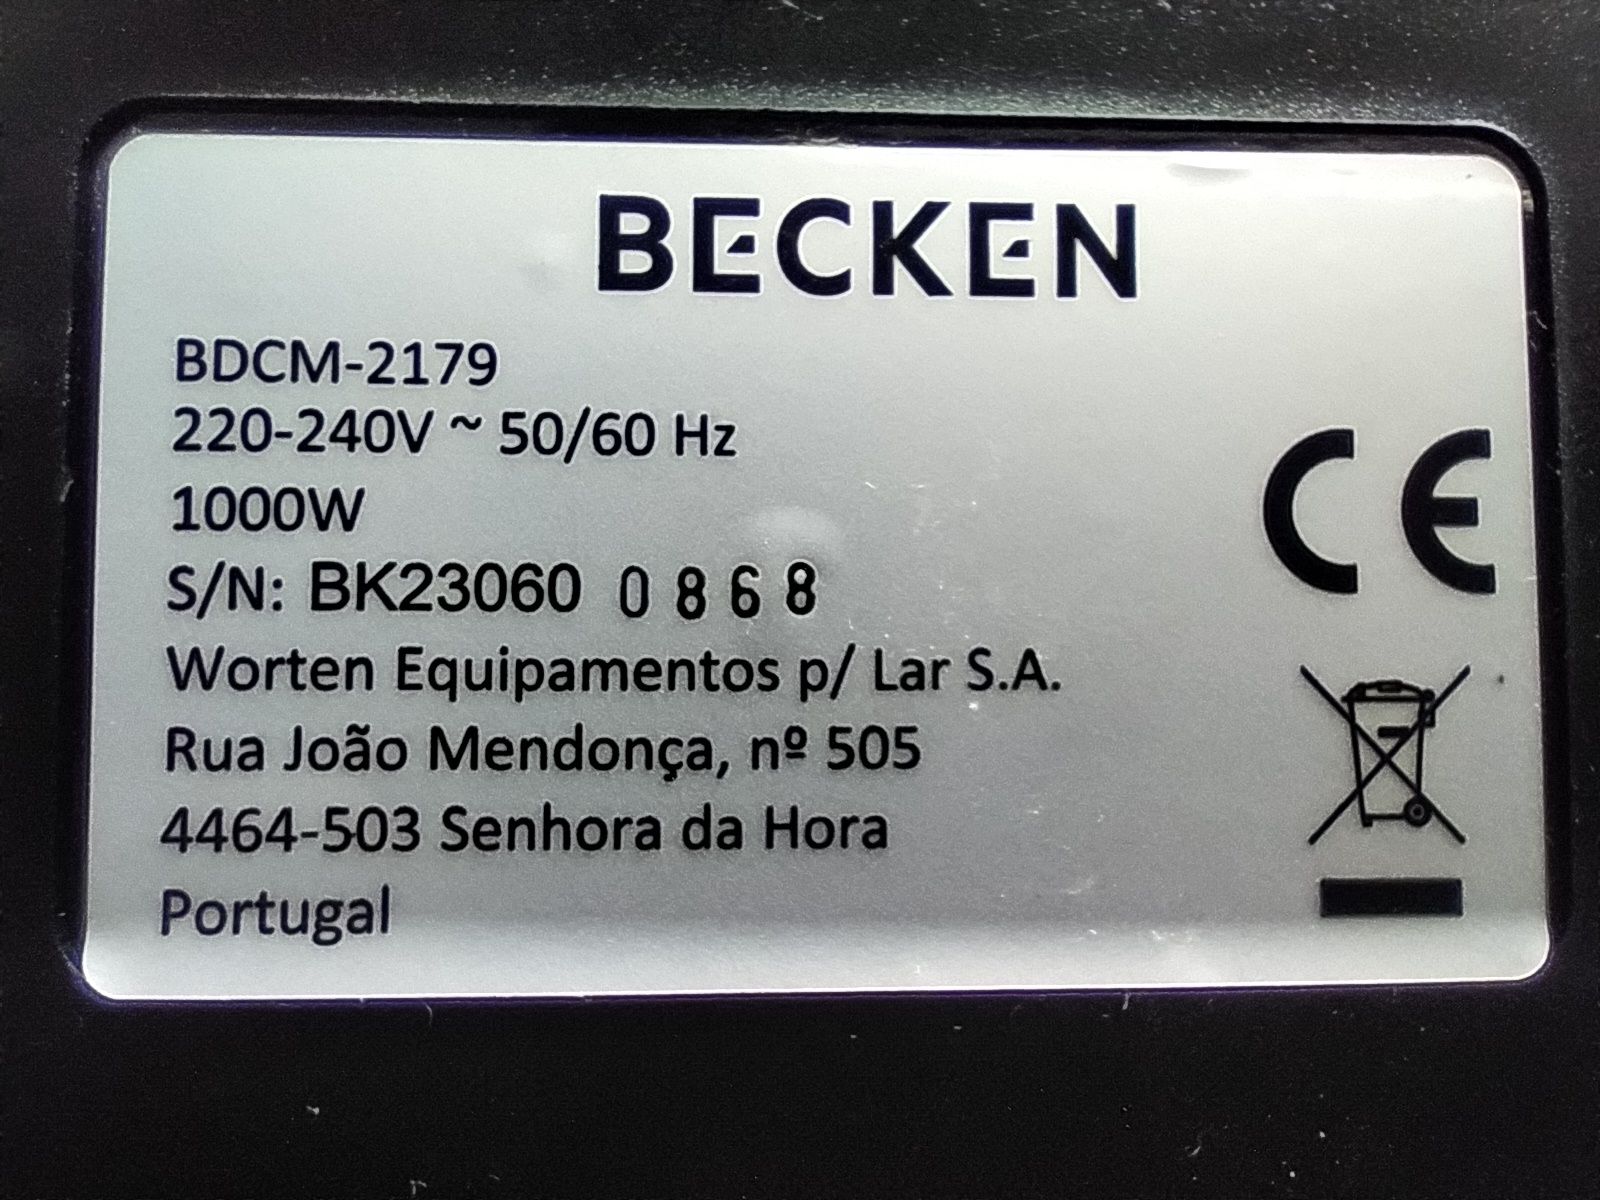 BECKEN
BDCM-2179
220-240V ~ 50/60 Hz
1000W
S/N: BK23060 0868
Worten Equipamentos p/ Lar S.A.
Rua João Mendonça, nº 505
4464-503 Senhora da Hora
Portugal
CE